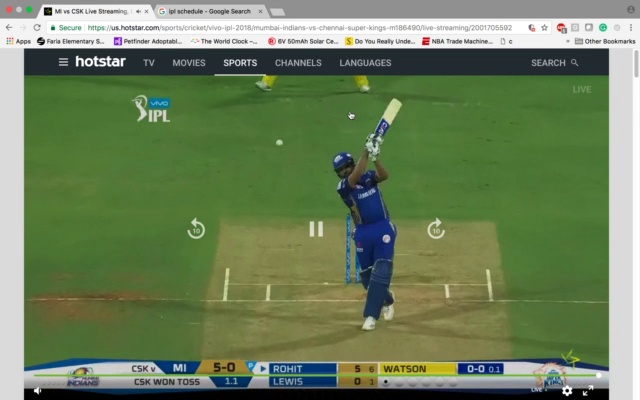 MI vs CSK Live Streaming,
ipl schedule - Google Search
Faria
Secure
https://us.hotstar.com/sports/cricket/vivo-ipl-2018/mumbai-indians-vs-chennai-super-kings-m186490/live-streaming/2001705592
Apps
Faria Elementary S...
Petfinder Adoptabl...
The World Clock –...
6V 50mAh Solar Ce...
Do You Really Unde...
NBA Trade Machine...
c
Other Bookmarks
hotstar TV MOVIES SPORTS CHANNELS LANGUAGES SEARCH
LIVE
vivo
IPL
10
10
CSK v MI 5-0 P ROHIT 5 6 WATSON 0-0 0.1
CSK WON TOSS 1.1 LEWIS 0 1
INDIANS
LIVE